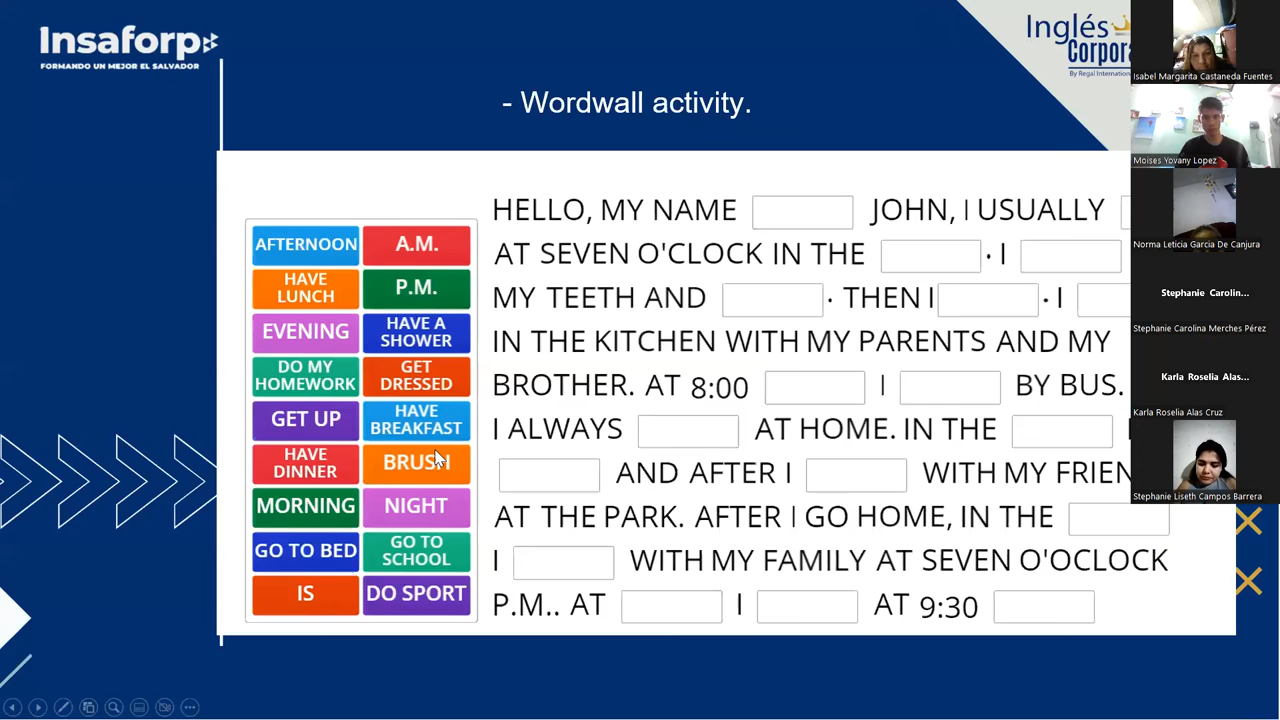 Insaforp
FORMANDO UN MEJOR EL SALVADOR
Inglés
Corpora
By Regal Internation
- Wordwall activity.
AFTERNOON
A.M.
HAVE LUNCH
P.M.
EVENING
HAVE A SHOWER
DO MY HOMEWORK
GET DRESSED
GET UP
HAVE BREAKFAST
HAVE DINNER
BRUSH
MORNING
NIGHT
GO TO BED
GO TO SCHOOL
IS
DO SPORT
HELLO, MY NAME JOHN, I USUALLY
AT SEVEN O'CLOCK IN THE . I
MY TEETH AND . THEN I . I
IN THE KITCHEN WITH MY PARENTS AND MY
BROTHER. AT 8:00 I BY BUS.
I ALWAYS AT HOME. IN THE
AND AFTER I WITH MY FRIEN
AT THE PARK. AFTER I GO HOME, IN THE
I WITH MY FAMILY AT SEVEN O'OCLOCK
P.M.. AT I AT 9:30
Isabel Margarita Castaneda Fuentes
Moises Yovany Lopez
Norma Leticia Garcia De Canjura
Stephanie Carolin...
Stephanie Carolina Merches Pérez
Karla Roselia Alas...
Karla Roselia Alas Cruz
Stephanie Liseth Campos Barrera